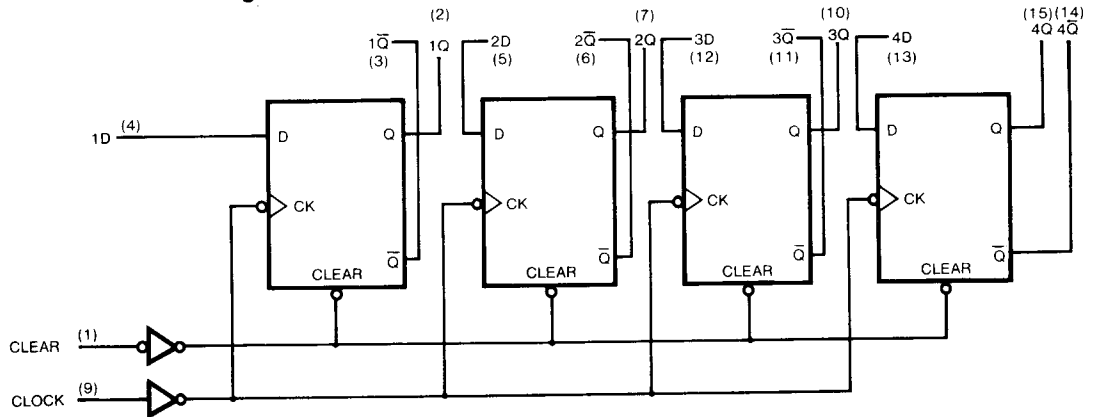 (2) (7) (10) (15) (14)
1Q̅ 1Q 2D 2Q̅ 2Q 3D 3Q̅ 3Q 4D 4Q 4Q̅
(3) (5) (6) (12) (11) (13)
1D (4)
D Q D Q D Q D Q
CK CK CK CK
Q̅ Q̅ Q̅ Q̅
CLEAR CLEAR CLEAR CLEAR
CLEAR (1)
CLOCK (9)